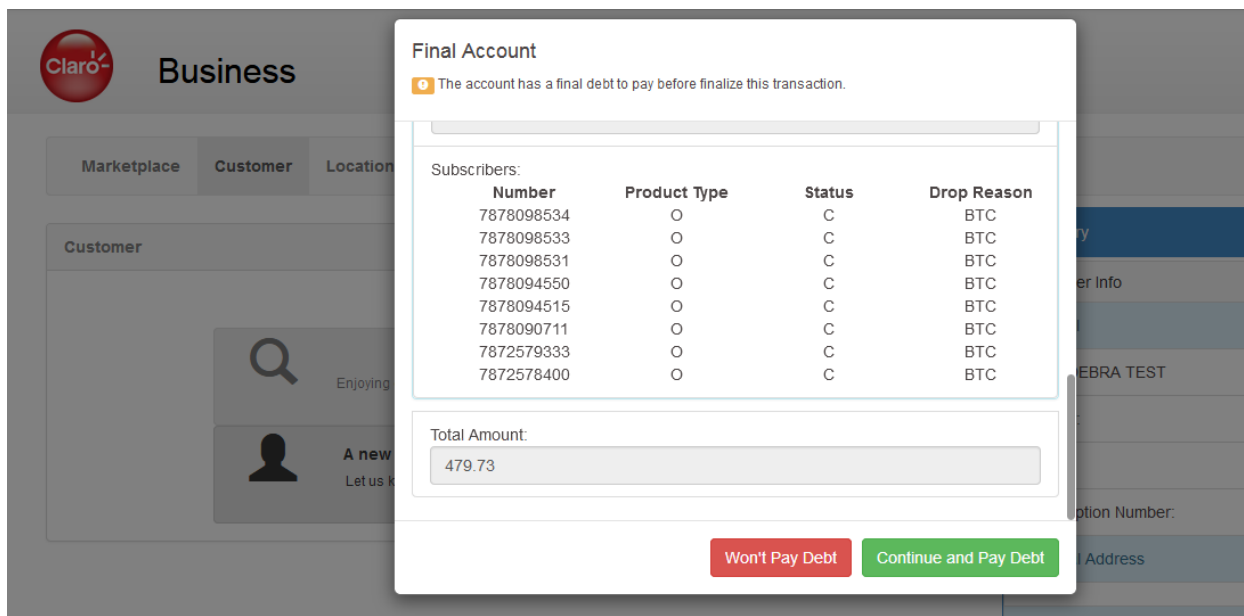 Claro-
Business
Marketplace Customer Location
Customer
Enjoying
A new
Let us k
Final Account
The account has a final debt to pay before finalize this transaction.
Subscribers:
Number Product Type Status Drop Reason
7878098534 O C BTC
7878098533 O C BTC
7878098531 O C BTC
7878094550 O C BTC
7878094515 O C BTC
7878090711 O C BTC
7872579333 O C BTC
7872578400 O C BTC
Total Amount:
479.73
Won't Pay Debt Continue and Pay Debt
ry
er Info
EBRA TEST
ption Number:
l Address